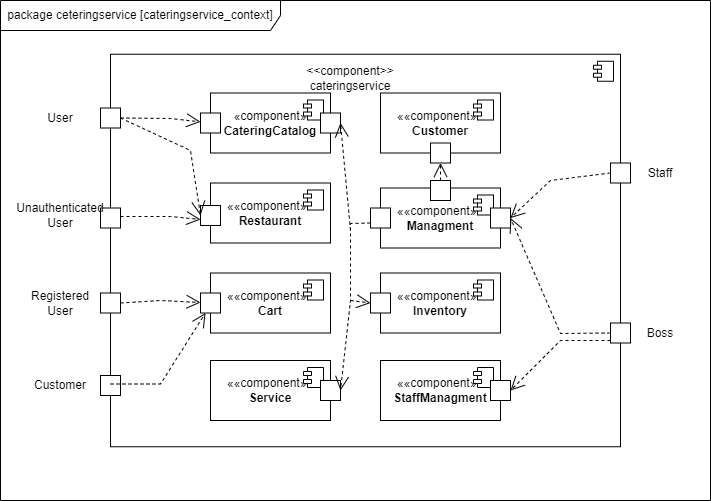 package ceteringservice [cateringservice_context]
<<component>>
cateringservice
User
Unauthenticated
User
Registered
User
Customer
««component»
CateringCatalog
««component»
Customer
««component»
Restaurant
««component»
Managment
««component»
Cart
««component»
Inventory
««component»
Service
««component»
StaffManagment
Staff
Boss